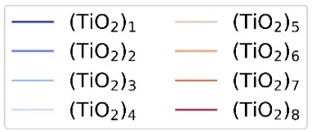 (TiO₂)₁ (TiO₂)₅
(TiO₂)₂ (TiO₂)₆
(TiO₂)₃ (TiO₂)₇
(TiO₂)₄ (TiO₂)₈